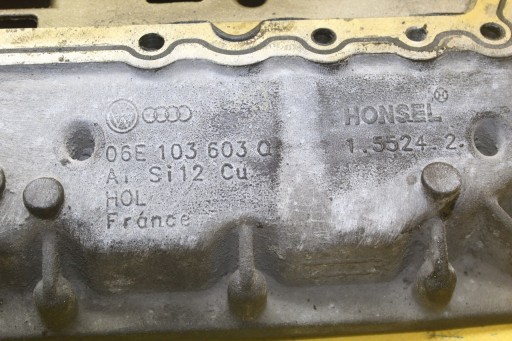 06E 103 603 Q
Al Si12 Cu
HOL
France
HONSEL®
1.5524.2.